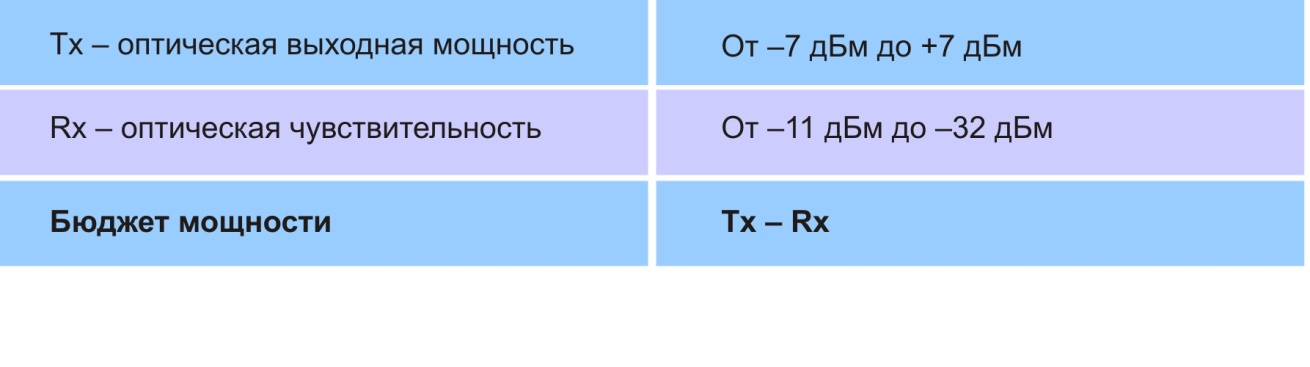 Tx – оптическая выходная мощность
От –7 дБм до +7 дБм
Rx – оптическая чувствительность
От –11 дБм до –32 дБм
Бюджет мощности
Tx – Rx